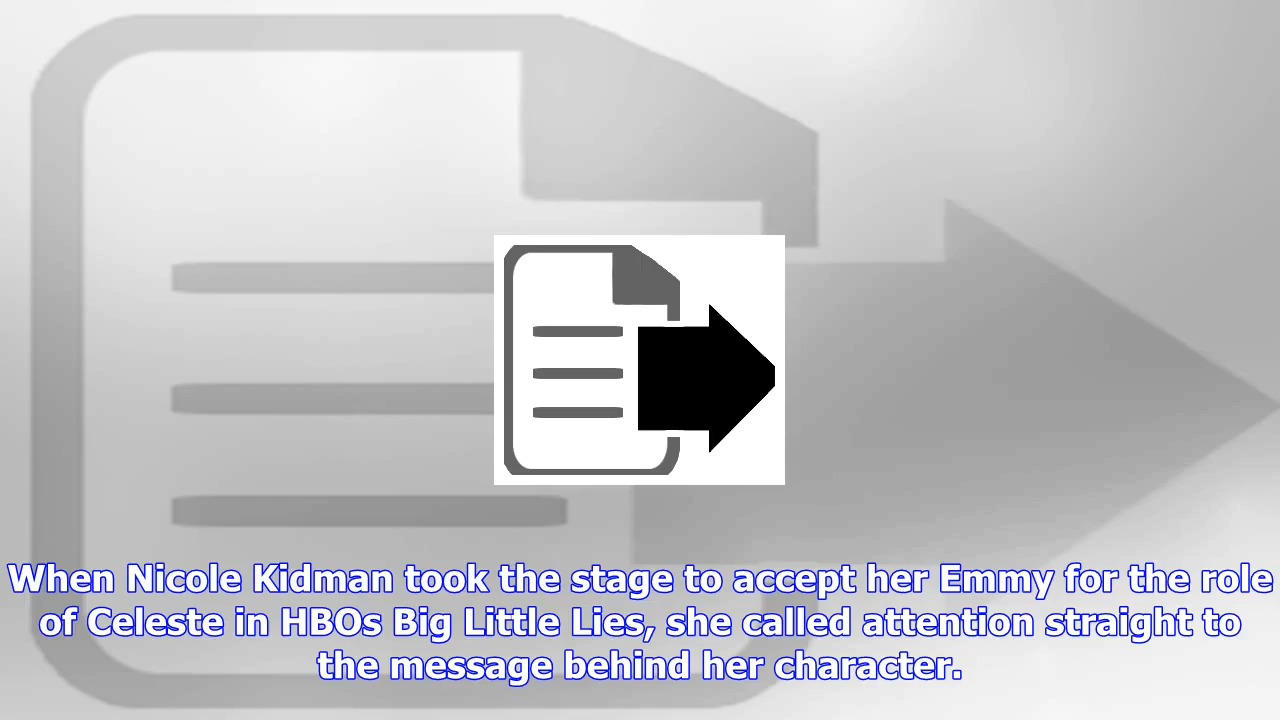 When Nicole Kidman took the stage to accept her Emmy for the role
of Celeste in HBOs Big Little Lies, she called attention straight to
the message behind her character.